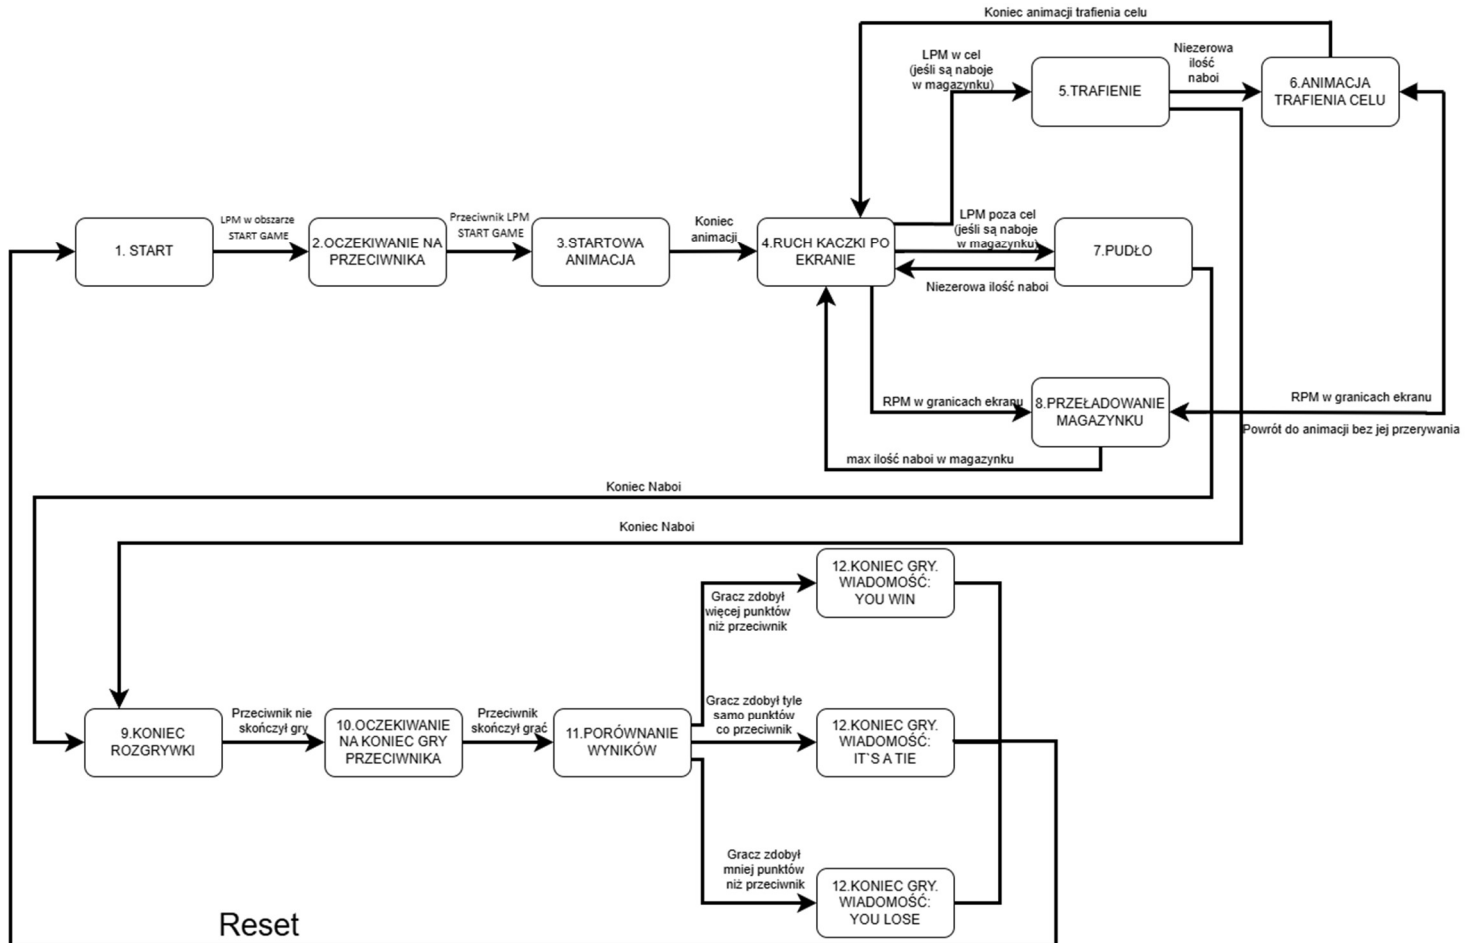 Koniec animacji trafienia celu
LPM w cel
(jeśli są naboje
w magazynku)
5.TRAFIENIE
Niezerowa
ilość
naboi
6.ANIMACJA
TRAFIENIA CELU
1. START
LPM w obszarze
START GAME
2.OCZEKIWANIE NA
PRZECIWNIKA
Przeciwnik LPM
START GAME
3.STARTOWA
ANIMACJA
Koniec
animacji
4.RUCH KACZKI PO
EKRANIE
LPM poza cel
(jeśli są naboje
w magazynku)
7.PUDŁO
Niezerowa ilość naboi
RPM w granicach ekranu
8.PRZEŁADOWANIE
MAGAZYNKU
RPM w granicach ekranu
Powrót do animacji bez jej przerywania
max ilość naboi w magazynku
Koniec Naboi
Koniec Naboi
12.KONIEC GRY.
WIADOMOŚĆ:
YOU WIN
Gracz zdobył
więcej punktów
niż przeciwnik
9.KONIEC
ROZGRYWKI
Przeciwnik nie
skończył gry
10.OCZEKIWANIE
NA KONIEC GRY
PRZECIWNIKA
Przeciwnik
skończył grać
11.PORÓWNANIE
WYNIKÓW
Gracz zdobył tyle
samo punktów
co przeciwnik
12.KONIEC GRY.
WIADOMOŚĆ:
IT`S A TIE
Gracz zdobył
mniej punktów
niż przeciwnik
12.KONIEC GRY.
WIADOMOŚĆ:
YOU LOSE
Reset